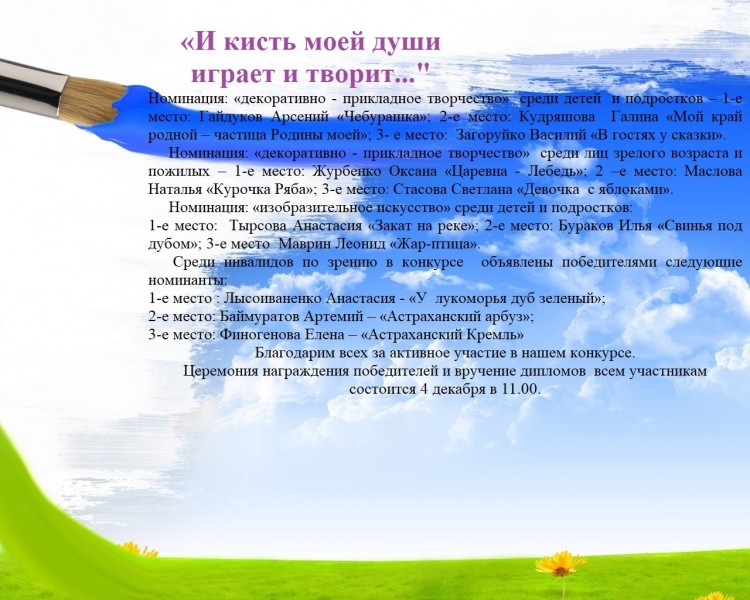 «И кисть моей души
играет и творит..."
Номинация: «декоративно - прикладное творчество» среди детей и подростков – 1-е
место: Гайдуков Арсений «Чебурашка»; 2-е место: Кудряшова Галина «Мой край
родной – частица Родины моей»; 3- е место: Загоруйко Василий «В гостях у сказки».
Номинация: «декоративно - прикладное творчество» среди лиц зрелого возраста и
пожилых – 1-е место: Журбенко Оксана «Царевна - Лебедь»; 2 –е место: Маслова
Наталья «Курочка Ряба»; 3-е место: Стасова Светлана «Девочка с яблоками».
Номинация: «изобразительное искусство» среди детей и подростков:
1-е место: Тырсова Анастасия «Закат на реке»; 2-е место: Бураков Илья «Свинья под
дубом»; 3-е место Маврин Леонид «Жар-птица».
Среди инвалидов по зрению в конкурсе объявлены победителями следующие
номинанты:
1-е место : Лысоиваненко Анастасия - «У лукоморья дуб зеленый»;
2-е место: Баймуратов Артемий – «Астраханский арбуз»;
3-е место: Финогенова Елена – «Астраханский Кремль»
Благодарим всех за активное участие в нашем конкурсе.
Церемония награждения победителей и вручение дипломов всем участникам
состоится 4 декабря в 11.00.